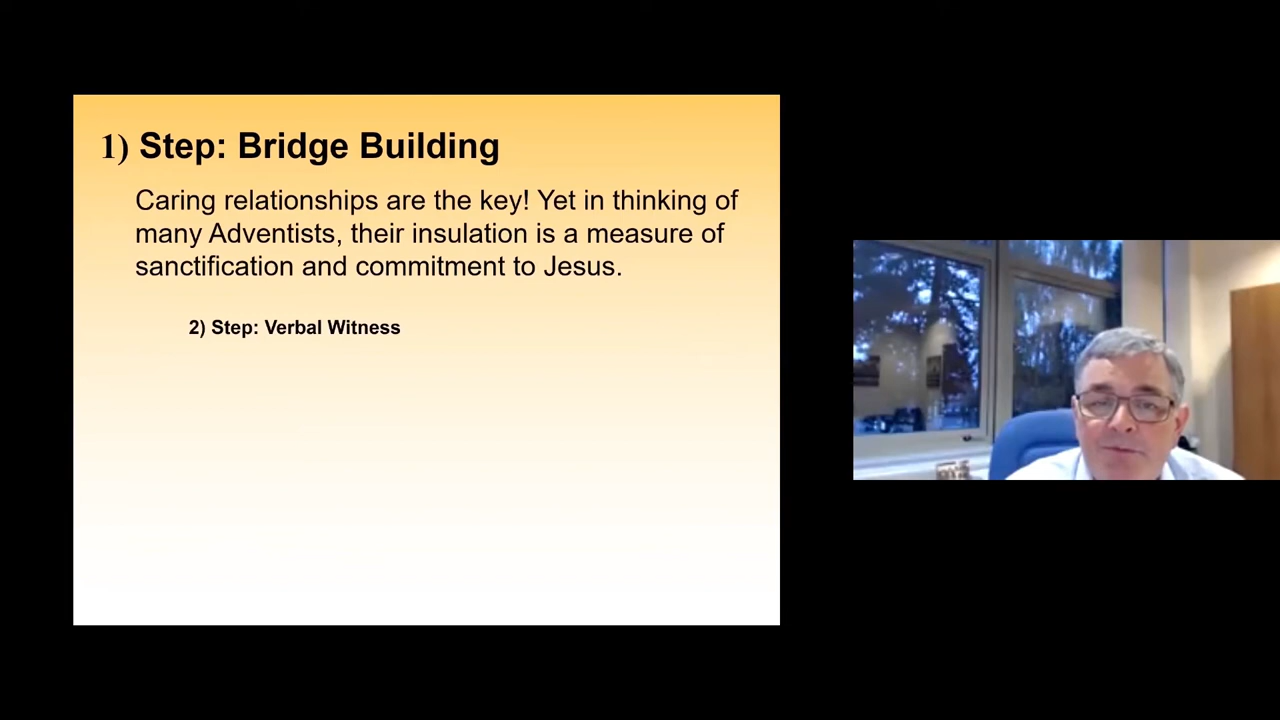 1) Step: Bridge Building
Caring relationships are the key! Yet in thinking of
many Adventists, their insulation is a measure of
sanctification and commitment to Jesus.
2) Step: Verbal Witness